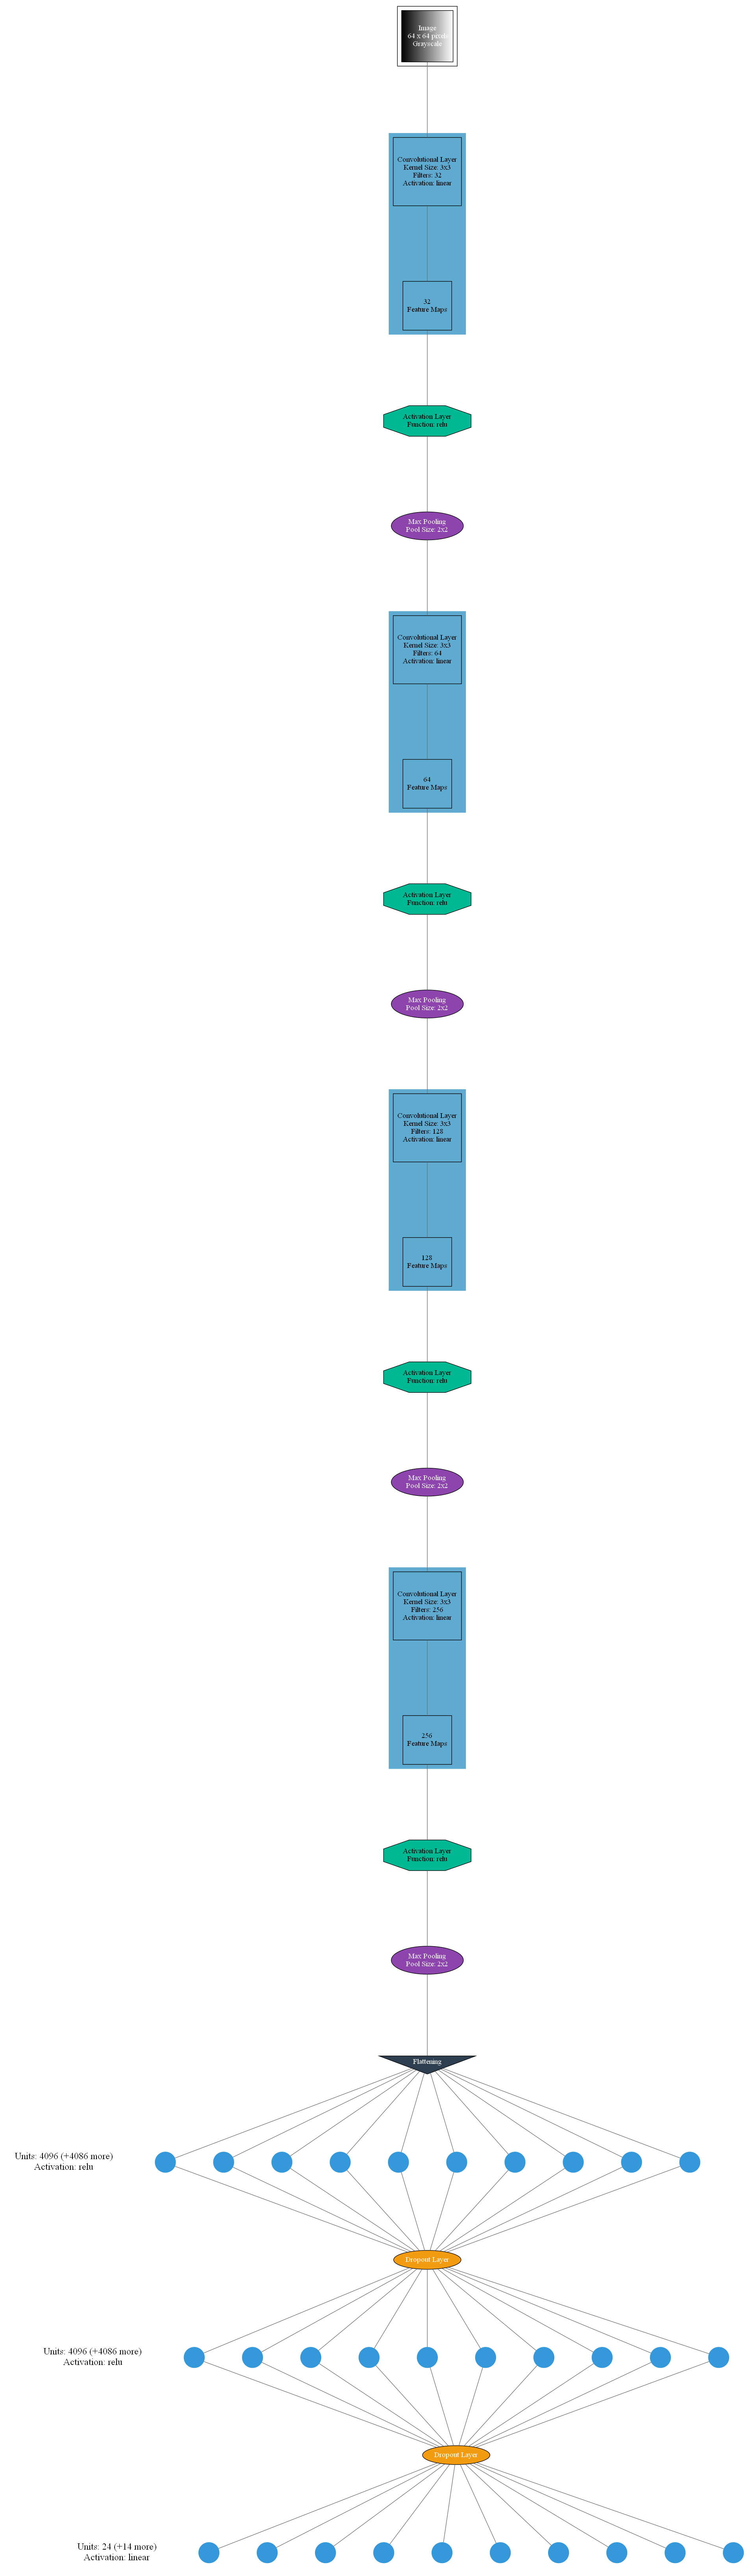 Image
64 x 64 pixels
Grayscale
Convolutional Layer
Kernel Size: 3x3
Filters: 32
Activation: linear
32
Feature Maps
Activation Layer
Function: relu
Max Pooling
Pool Size: 2x2
Convolutional Layer
Kernel Size: 3x3
Filters: 64
Activation: linear
64
Feature Maps
Activation Layer
Function: relu
Max Pooling
Pool Size: 2x2
Convolutional Layer
Kernel Size: 3x3
Filters: 128
Activation: linear
128
Feature Maps
Activation Layer
Function: relu
Max Pooling
Pool Size: 2x2
Convolutional Layer
Kernel Size: 3x3
Filters: 256
Activation: linear
256
Feature Maps
Activation Layer
Function: relu
Max Pooling
Pool Size: 2x2
Flattening
Units: 4096 (+4086 more)
Activation: relu
Dropout Layer
Units: 4096 (+4086 more)
Activation: relu
Dropout Layer
Units: 24 (+14 more)
Activation: linear